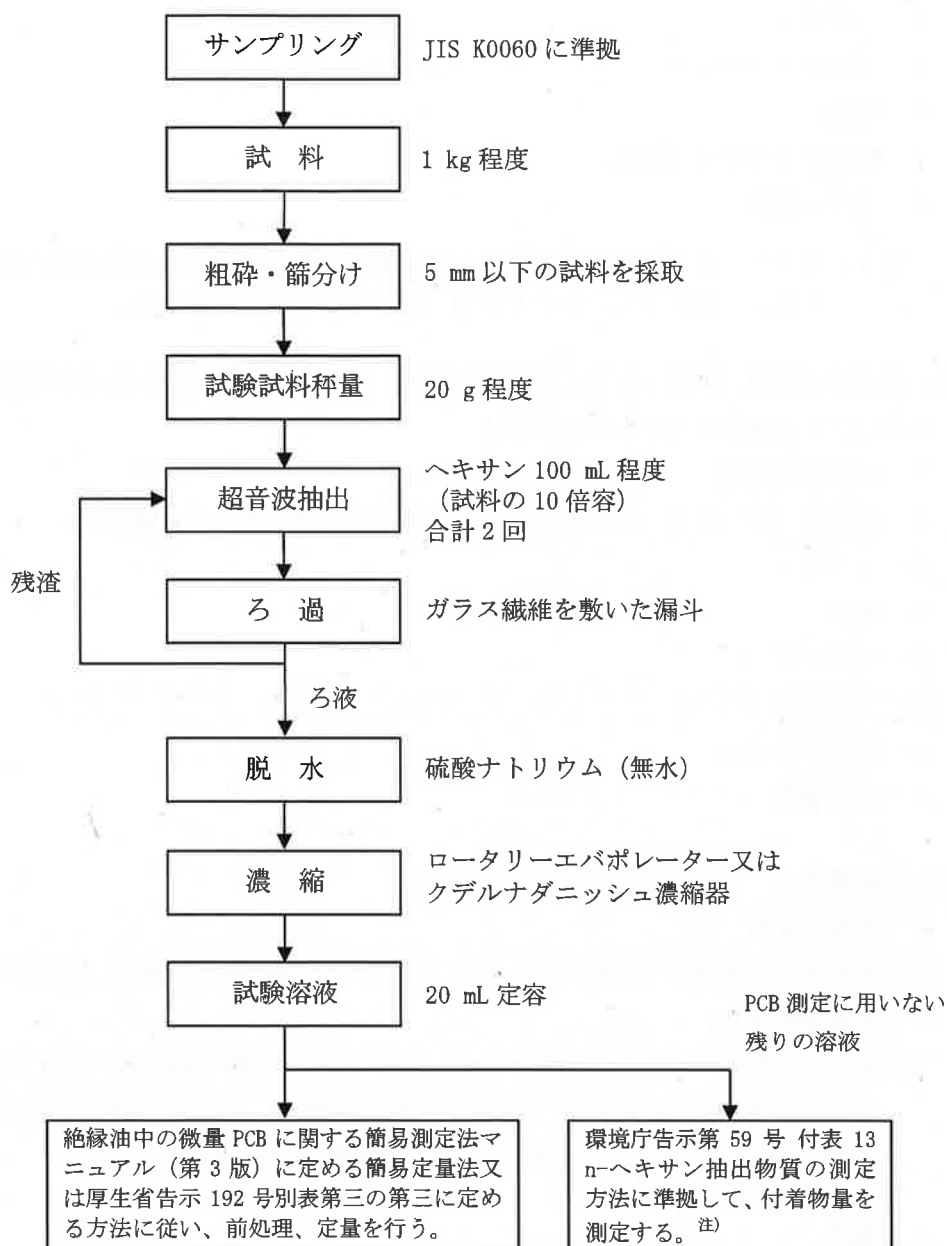 サンプリング
JIS K0060 に準拠
試 料
1 kg 程度
粗砕・篩分け
5 mm 以下の試料を採取
試験試料秤量
20 g 程度
超音波抽出
ヘキサン 100 mL 程度
（試料の 10 倍容）
合計 2 回
残渣
ろ 過
ガラス繊維を敷いた漏斗
ろ液
脱 水
硫酸ナトリウム（無水）
濃 縮
ロータリーエバポレーター又は
クデルナダニッシュ濃縮器
試験溶液
20 mL 定容
PCB 測定に用いない
残りの溶液
絶縁油中の微量 PCB に関する簡易測定法マ
ニュアル（第 3 版）に定める簡易定量法又
は厚生省告示 192 号別表第三の第三に定め
る方法に従い、前処理、定量を行う。
環境庁告示第 59 号 付表 13
n-ヘキサン抽出物質の測定
方法に準拠して、付着物量を
測定する。注)